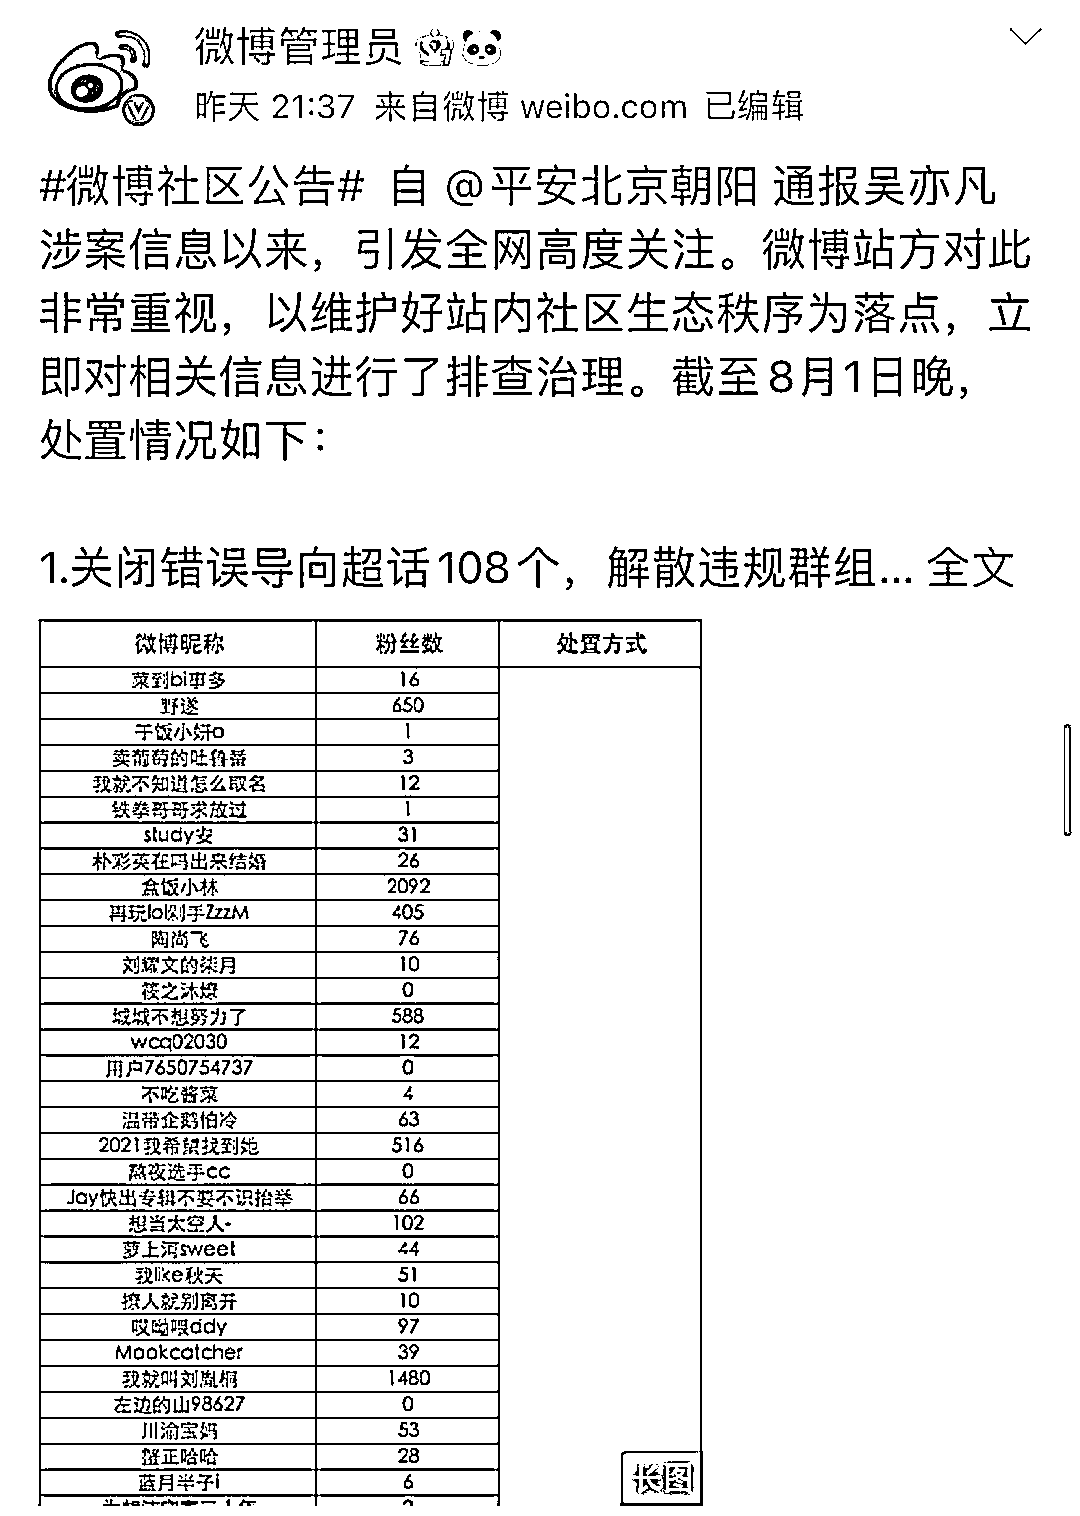 微博管理员
昨天 21:37 来自微博 weibo.com 已编辑
#微博社区公告# 自 @平安北京朝阳 通报吴亦凡
涉案信息以来，引发全网高度关注。微博站方对此
非常重视，以维护好站内社区生态秩序为落点，立
即对相关信息进行了排查治理。截至8月1日晚，
处置情况如下：
1.关闭错误导向超话108个，解散违规群组... 全文
微博昵称 粉丝数 处置方式
菜到bi事多 16
野遂 650
干饭小妍o 1
卖葡萄的吐鲁番 3
我就不知道怎么取名 12
铁拳哥哥求放过 1
study安 31
朴彩英在吗出来结婚 26
盒饭小林 2092
再玩lol剁手ZzzM 405
陶尚飞 76
刘耀文的柒月 10
筱之沐 0
城城不想努力了 588
wcq02030 12
用户7650754737 0
不吃酱菜 4
温带企鹅怕冷 63
2021我希望找到她 516
熬夜选手cc 0
Jay快出专辑不要不识抬举 66
想当太空人· 102
萝上河sweet 44
我like秋天 51
撩人就别离开 10
哎呦喂ddy 97
Mookcatcher 39
我就叫刘胤桐 1480
左边的山98627 0
川渝宝妈 53
正哈哈 28
蓝月半子i 6
长图